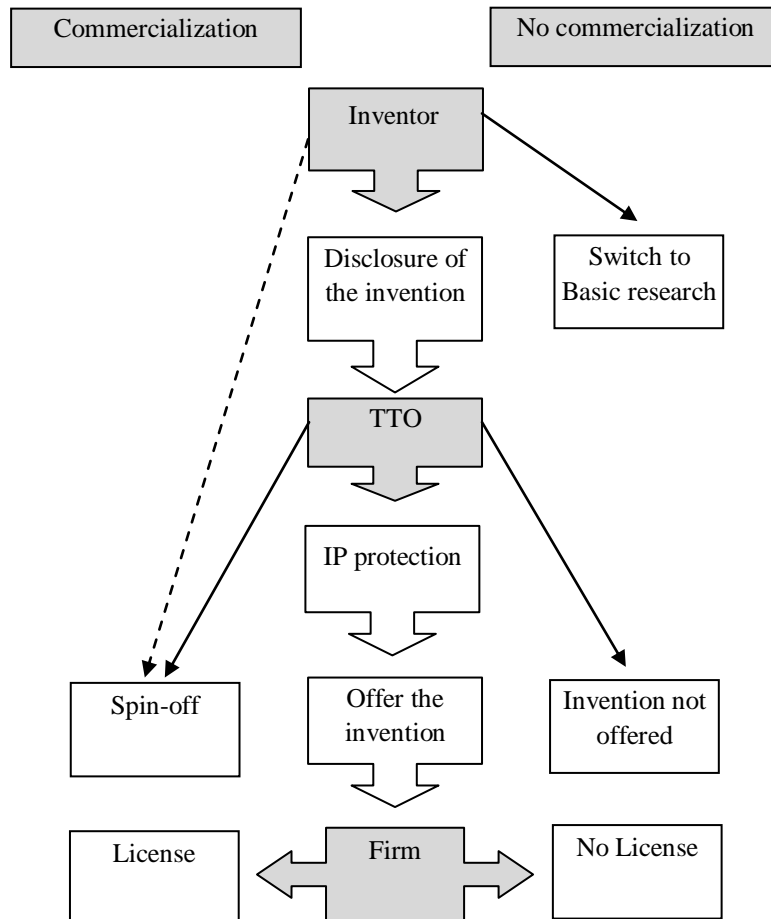 Commercialization
No commercialization
Inventor
Disclosure of
the invention
Switch to
Basic research
TTO
IP protection
Spin-off
Offer the
invention
Invention not
offered
License
Firm
No License